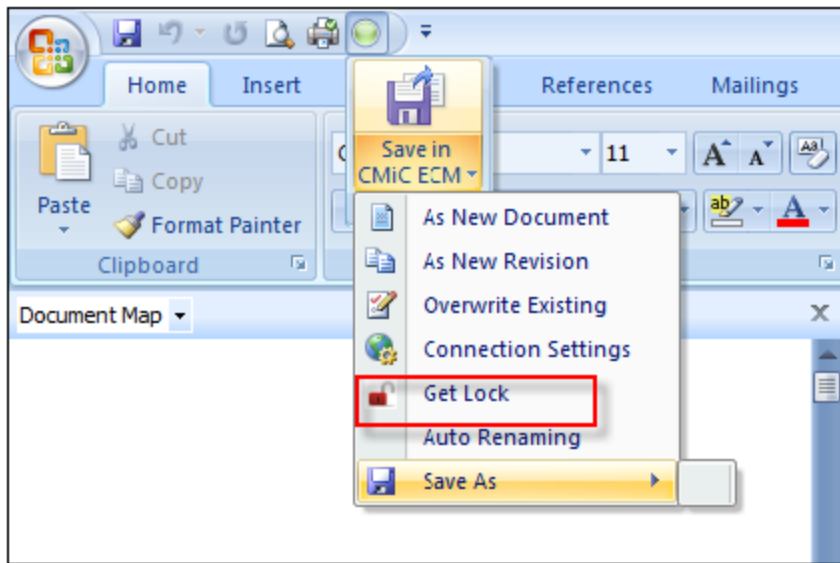 Home Insert References Mailings
Save in
CMiC ECM
Cut
Copy
Paste
Format Painter
11
Clipboard
Document Map
As New Document
As New Revision
Overwrite Existing
Connection Settings
Get Lock
Auto Renaming
Save As